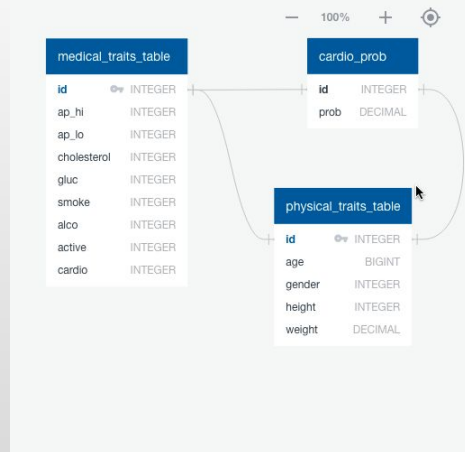 100%
medical_traits_table
id INTEGER
ap_hi INTEGER
ap_lo INTEGER
cholesterol INTEGER
gluc INTEGER
smoke INTEGER
alco INTEGER
active INTEGER
cardio INTEGER
cardio_prob
id INTEGER
prob DECIMAL
physical_traits_table
id INTEGER
age BIGINT
gender INTEGER
height INTEGER
weight DECIMAL